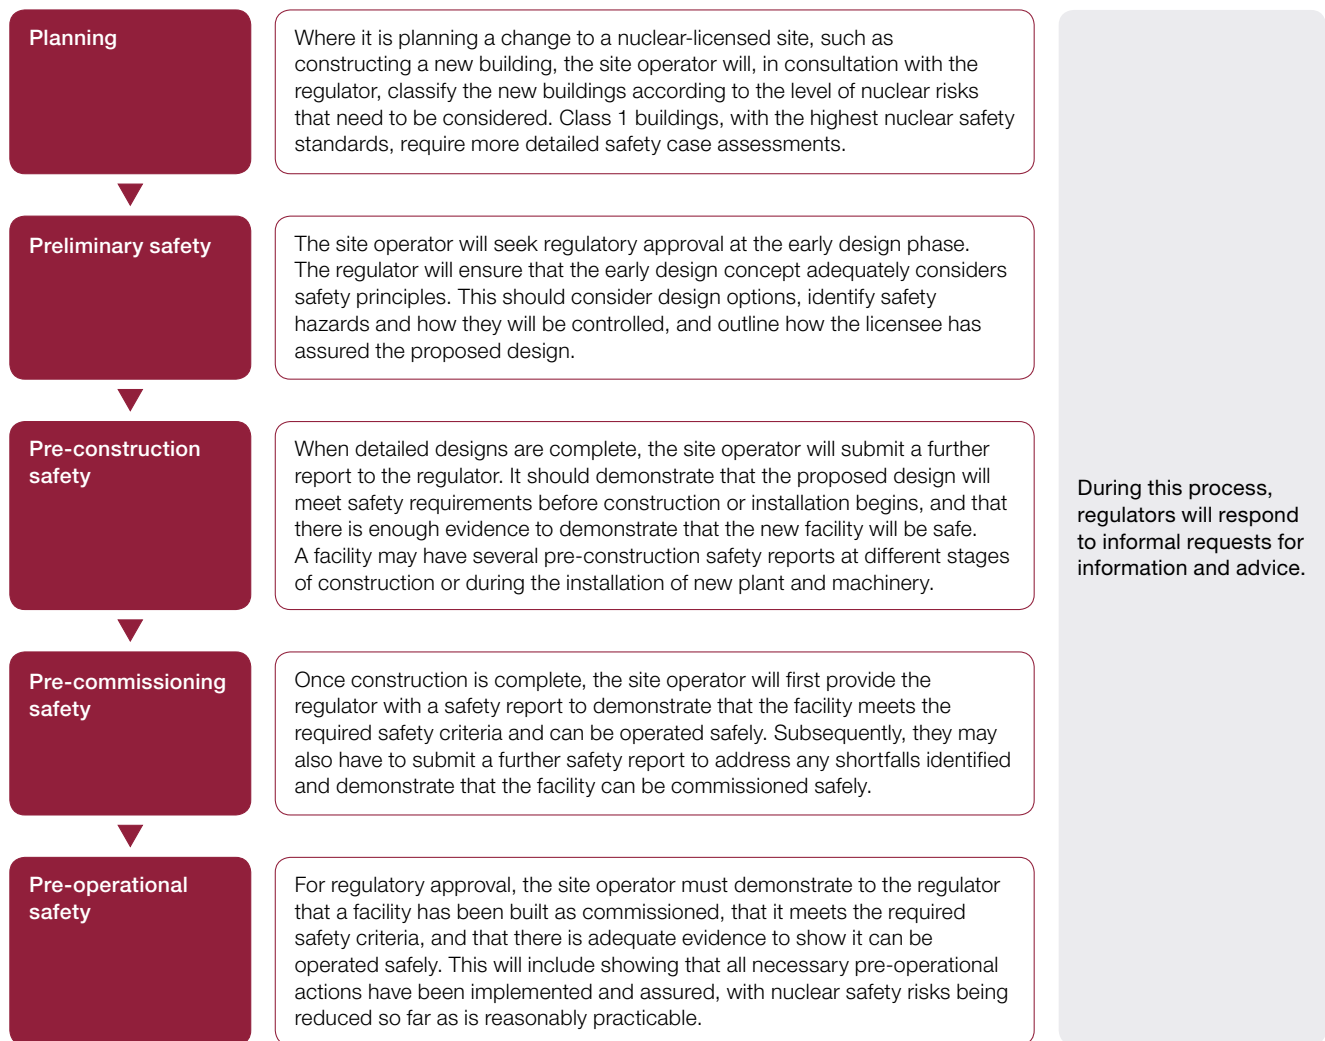 Planning
Where it is planning a change to a nuclear-licensed site, such as
constructing a new building, the site operator will, in consultation with the
regulator, classify the new buildings according to the level of nuclear risks
that need to be considered. Class 1 buildings, with the highest nuclear safety
standards, require more detailed safety case assessments.
Preliminary safety
The site operator will seek regulatory approval at the early design phase.
The regulator will ensure that the early design concept adequately considers
safety principles. This should consider design options, identify safety
hazards and how they will be controlled, and outline how the licensee has
assured the proposed design.
Pre-construction
safety
When detailed designs are complete, the site operator will submit a further
report to the regulator. It should demonstrate that the proposed design will
meet safety requirements before construction or installation begins, and that
there is enough evidence to demonstrate that the new facility will be safe.
A facility may have several pre-construction safety reports at different stages
of construction or during the installation of new plant and machinery.
Pre-commissioning
safety
Once construction is complete, the site operator will first provide the
regulator with a safety report to demonstrate that the facility meets the
required safety criteria and can be operated safely. Subsequently, they may
also have to submit a further safety report to address any shortfalls identified
and demonstrate that the facility can be commissioned safely.
Pre-operational
safety
For regulatory approval, the site operator must demonstrate to the regulator
that a facility has been built as commissioned, that it meets the required
safety criteria, and that there is adequate evidence to show it can be
operated safely. This will include showing that all necessary pre-operational
actions have been implemented and assured, with nuclear safety risks being
reduced so far as is reasonably practicable.
During this process,
regulators will respond
to informal requests for
information and advice.